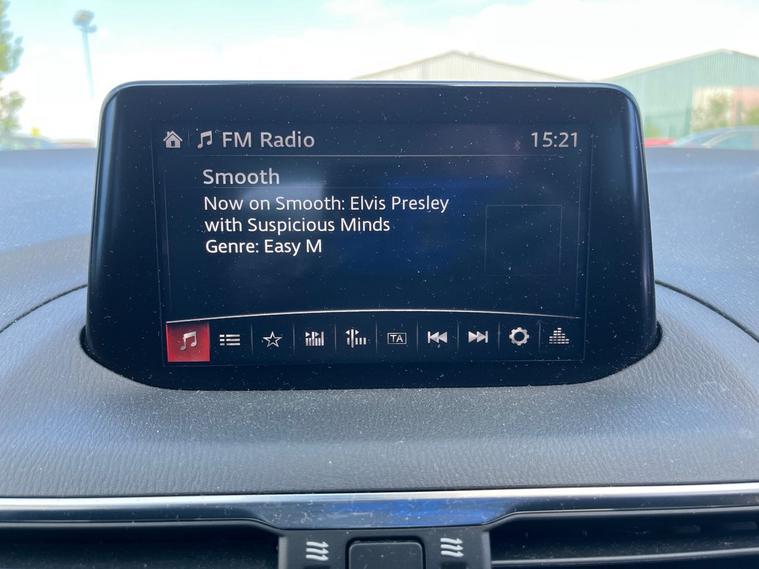 FM Radio 15:21
Smooth
Now on Smooth: Elvis Presley
with Suspicious Minds
Genre: Easy M
TA